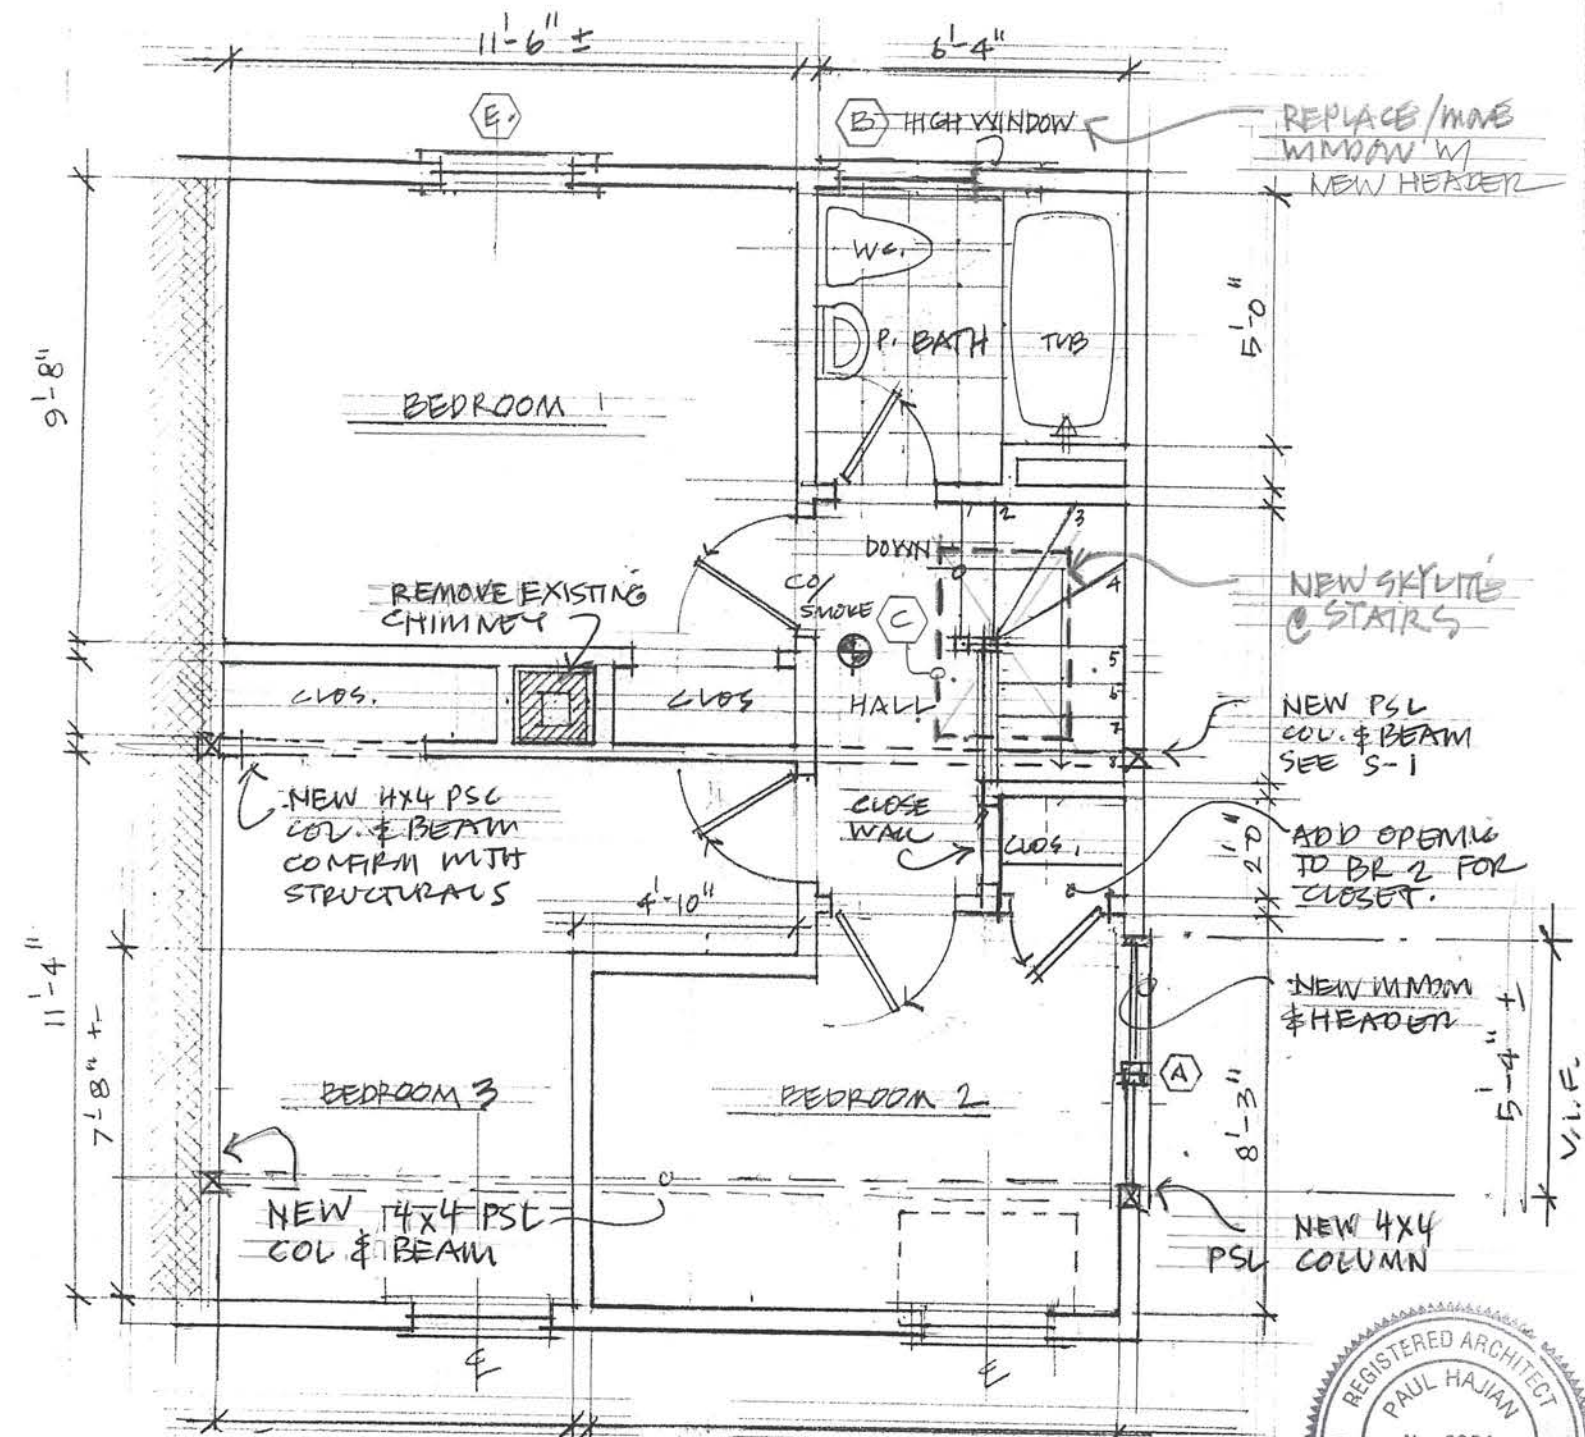 11'-6" ±
6'-4"
E.
B HIGH WINDOW
REPLACE/MOVE
WINDOW W/
NEW HEADER
W.C.
P. BATH
TUB
5'-0"
9'-8"
BEDROOM 1
1
2
3
4
5
6
7
8
DOWN
CO/
SMOKE
C
NEW SKYLITE
@ STAIRS
REMOVE EXISTING
CHIMNEY
CLOS.
CLOS
HALL
NEW PSL
COL. & BEAM
SEE S-1
NEW 4X4 PSL
COL. & BEAM
CONFIRM WITH
STRUCTURALS
CLOSE
WALL
CLOS.
2'-0"
ADD OPENING
TO BR 2 FOR
CLOSET.
4'-10"
11'-4"
7'-8" +-
NEW WINDOW
& HEADER
A
5'-4" ±
V.I.F.
8'-3"
BEDROOM 3
BEDROOM 2
NEW 4x4 PSL
COL & BEAM
NEW 4X4
PSL COLUMN
℄
℄
REGISTERED ARCHITECT
PAUL HAJIAN